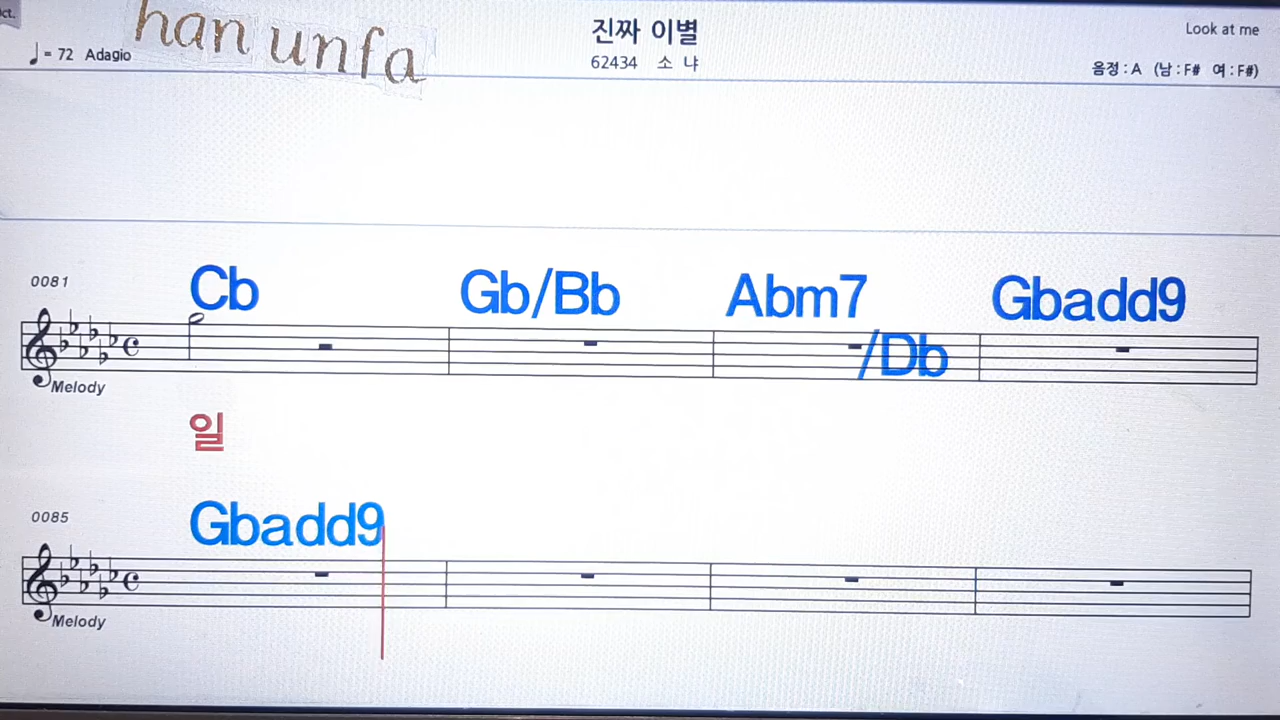 ct.
han unfa
진짜 이별
Look at me
♩= 72 Adagio
62434 소 냐
음정 : A (남 : F# 여 : F#)
0081
Cb Gb/Bb Abm7 /Db Gbadd9
Melody
일
0085
Gbadd9
Melody